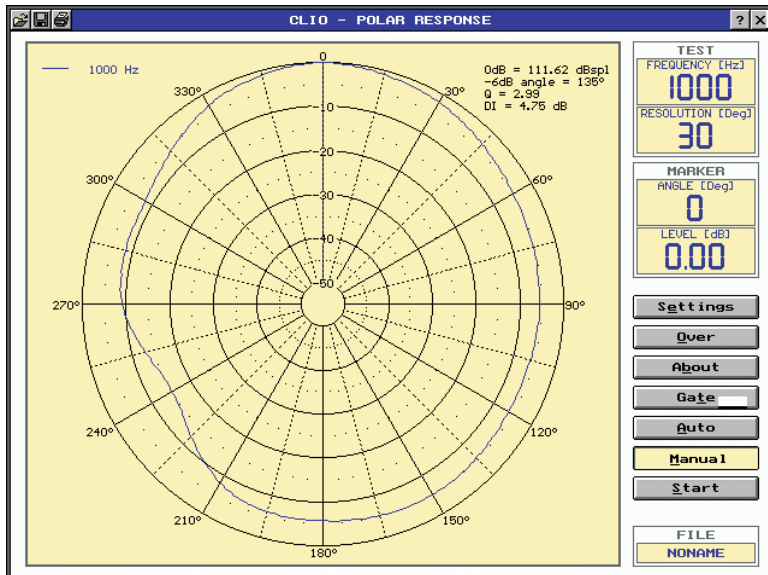 CLIO - POLAR RESPONSE
? ×
1000 Hz
0dB = 111.62 dBspl
-6dB angle = 135°
Q = 2.99
DI = 4.75 dB
0
30°
60°
90°
120°
150°
180°
210°
240°
270°
300°
330°
-10
-20
-30
-40
-50
TEST
FREQUENCY [Hz]
1000
RESOLUTION [Deg]
30
MARKER
ANGLE [Deg]
0
LEVEL [dB]
0.00
Settings
Over
About
Gate
Auto
Manual
Start
FILE
NONAME